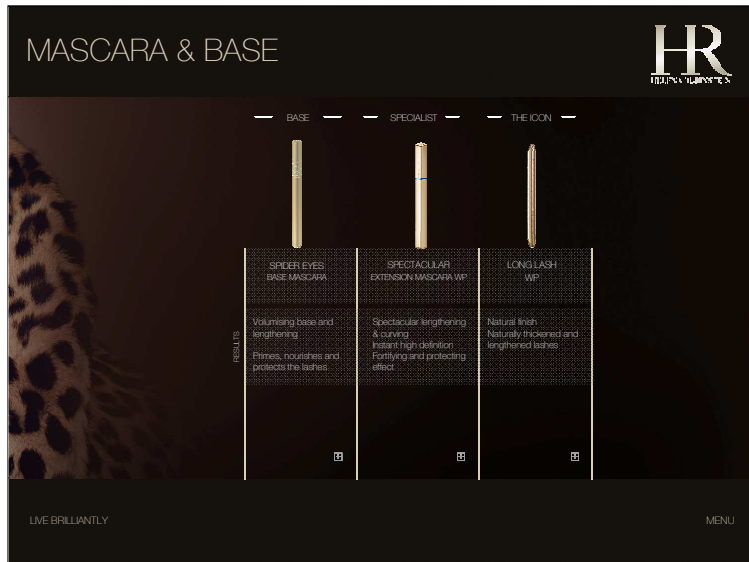 MASCARA & BASE
HR
BASE
SPECIALIST
THE ICON
SPIDER EYES
BASE MASCARA
SPECTACULAR
EXTENSION MASCARA WP
LONG LASH
WP
RESULTS
Volumising base and
lengthening
Primes, nourishes and
protects the lashes
Spectacular lengthening
& curving
Instant high definition
Fortifying and protecting
effect
Natural finish
Naturally thickened and
lengthened lashes
LIVE BRILLIANTLY
MENU